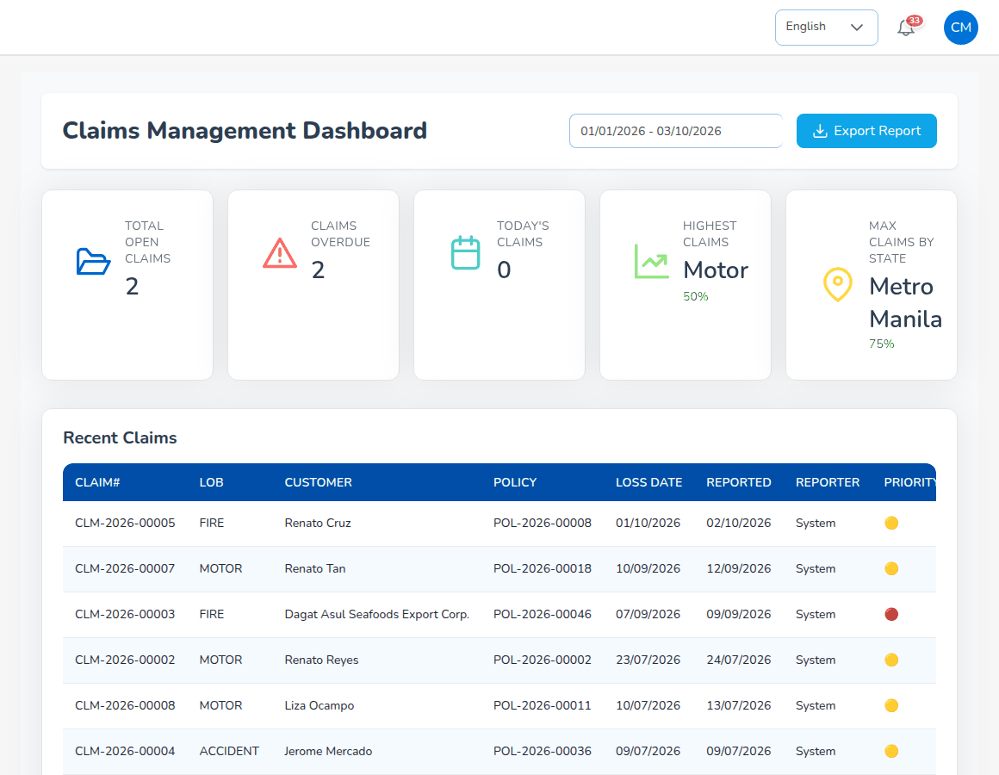 English
33
CM
Claims Management Dashboard
01/01/2026 - 03/10/2026
Export Report
TOTAL
OPEN
CLAIMS
2
CLAIMS
OVERDUE
2
TODAY'S
CLAIMS
0
HIGHEST
CLAIMS
Motor
50%
MAX
CLAIMS BY
STATE
Metro
Manila
75%
Recent Claims
CLAIM# LOB CUSTOMER POLICY LOSS DATE REPORTED REPORTER PRIORITY
CLM-2026-00005 FIRE Renato Cruz POL-2026-00008 01/10/2026 02/10/2026 System
CLM-2026-00007 MOTOR Renato Tan POL-2026-00018 10/09/2026 12/09/2026 System
CLM-2026-00003 FIRE Dagat Asul Seafoods Export Corp. POL-2026-00046 07/09/2026 09/09/2026 System
CLM-2026-00002 MOTOR Renato Reyes POL-2026-00002 23/07/2026 24/07/2026 System
CLM-2026-00008 MOTOR Liza Ocampo POL-2026-00011 10/07/2026 13/07/2026 System
CLM-2026-00004 ACCIDENT Jerome Mercado POL-2026-00036 09/07/2026 09/07/2026 System